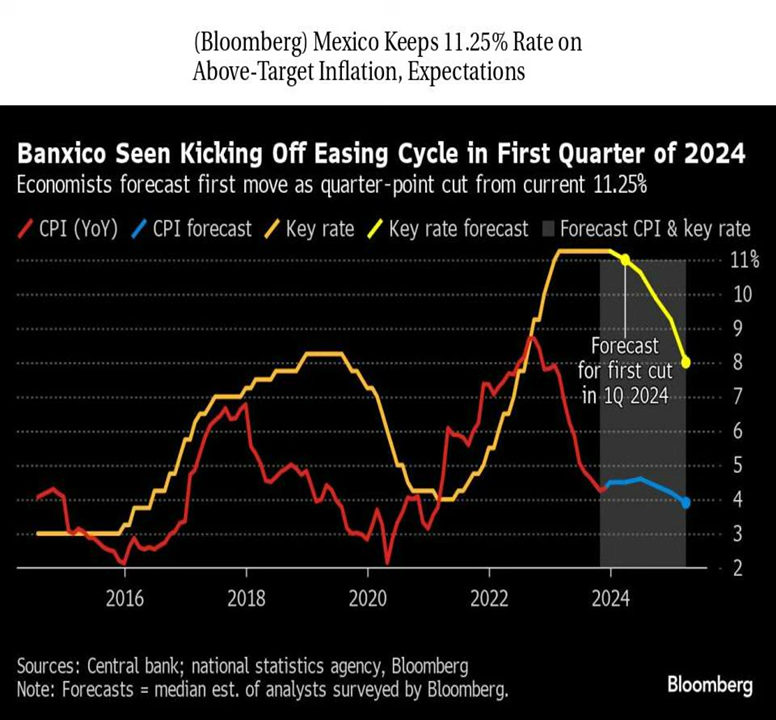 (Bloomberg) Mexico Keeps 11.25% Rate on
Above-Target Inflation, Expectations
Banxico Seen Kicking Off Easing Cycle in First Quarter of 2024
Economists forecast first move as quarter-point cut from current 11.25%
CPI (YoY) CPI forecast Key rate Key rate forecast Forecast CPI & key rate
11%
10
9
Forecast
for first cut
in 1Q 2024
8
7
6
5
4
3
2
2016 2018 2020 2022 2024
Sources: Central bank; national statistics agency, Bloomberg
Note: Forecasts = median est. of analysts surveyed by Bloomberg.
Bloomberg